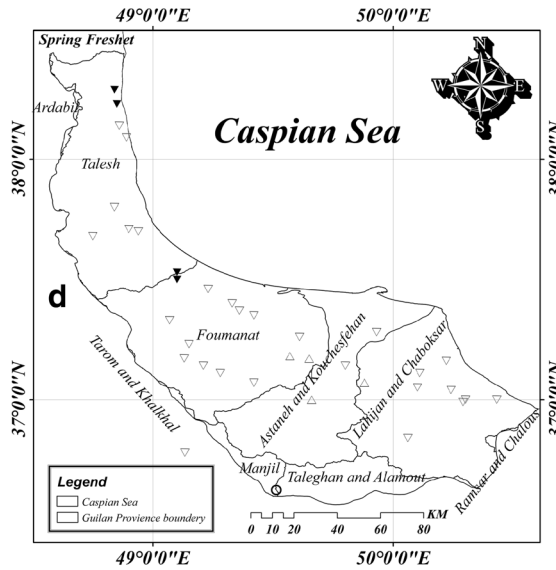 49°0'0"E 50°0'0"E
Spring Freshet
N
W E
S
Ardabil
Caspian Sea
38°0'0"N 38°0'0"N
Talesh
d
Foumanat
Tarom and Khalkhal
Astaneh and Kouchesfehan
Lahijan and Chaboksar
37°0'0"N 37°0'0"N
Ramsar and Chalous
Manjil
Taleghan and Alamout
Legend
Caspian Sea
Guilan Provience boundery
KM
0 10 20 40 60 80
49°0'0"E 50°0'0"E